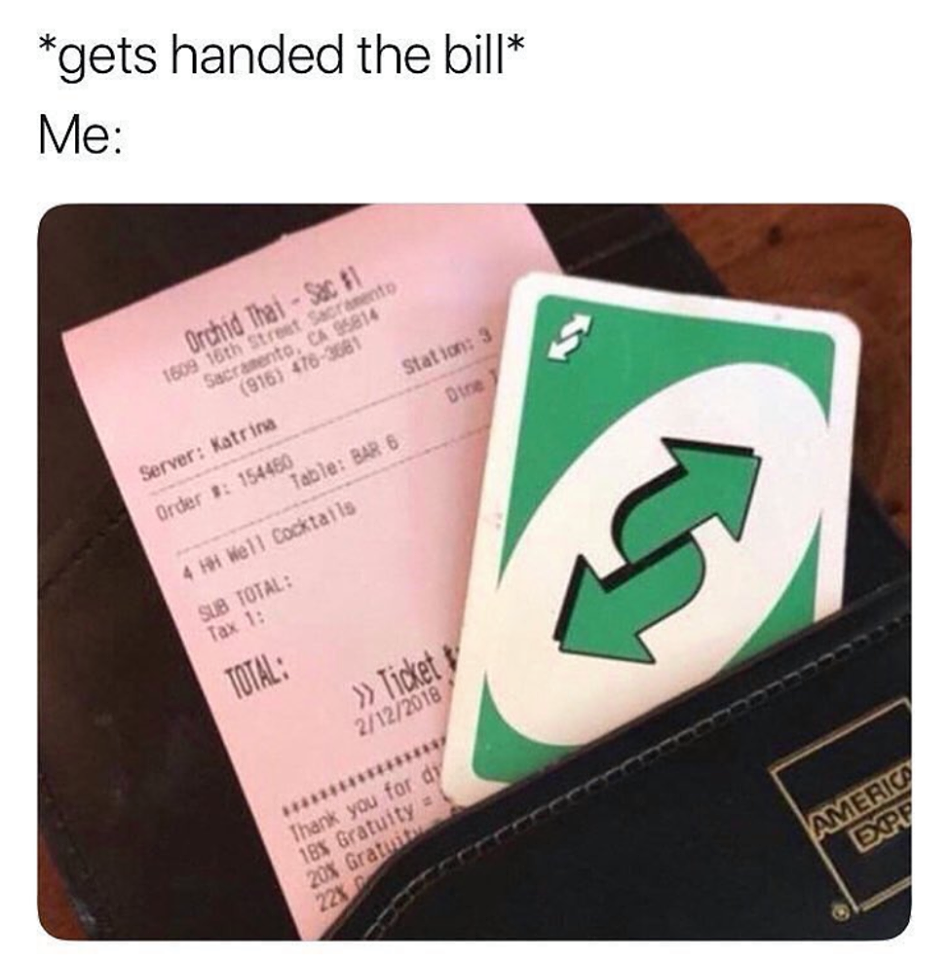 *gets handed the bill*
Me:
Orchid Thai - Sac #1
1609 16th Street Sacramento
Sacramento, CA 95814
(916) 476-3681
Server: Katrina
Station: 3
Order #: 154460
Dine
Table: BAR 6
4 HH Well Cocktails
SUB TOTAL:
Tax 1:
TOTAL:
>> Ticket
2/12/2018
******************
Thank you for
18% Gratuity =
20% Gratuity
22%
AMERICA
EXPR